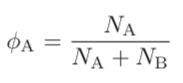 ϕ_A = N_A / (N_A + N_B)